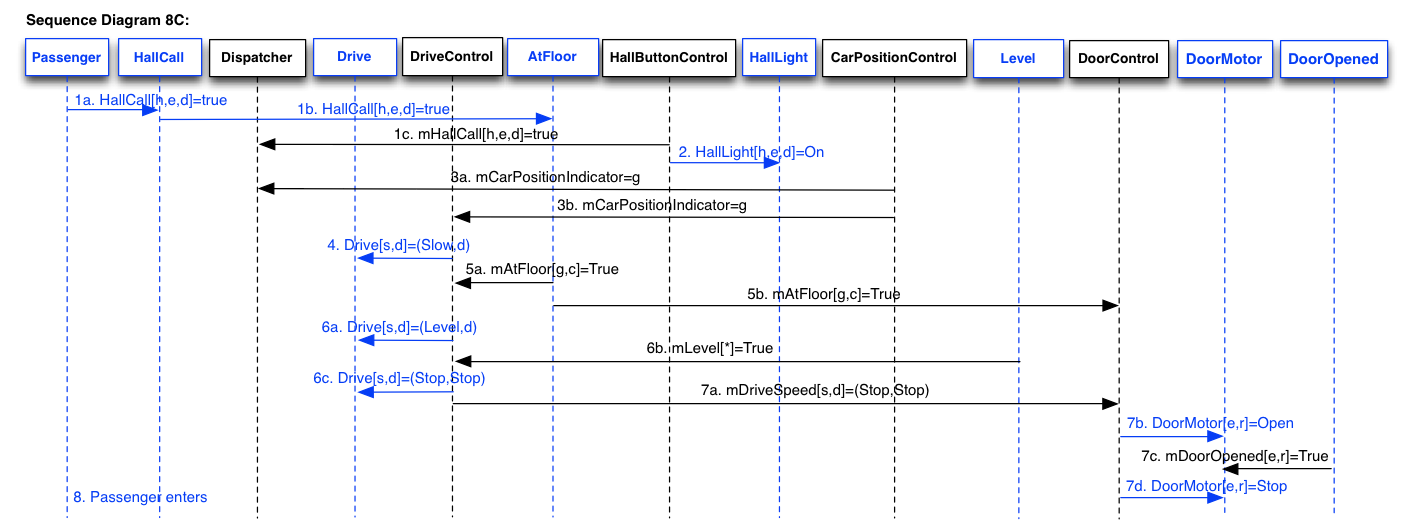 Sequence Diagram 8C:
Passenger
HallCall
Dispatcher
Drive
DriveControl
AtFloor
HallButtonControl
HallLight
CarPositionControl
Level
DoorControl
DoorMotor
DoorOpened
1a. HallCall[h,e,d]=true
1b. HallCall[h,e,d]=true
1c. mHallCall[h,e,d]=true
2. HallLight[h,e,d]=On
3a. mCarPositionIndicator=g
3b. mCarPositionIndicator=g
4. Drive[s,d]=(Slow,d)
5a. mAtFloor[g,c]=True
5b. mAtFloor[g,c]=True
6a. Drive[s,d]=(Level,d)
6b. mLevel[*]=True
6c. Drive[s,d]=(Stop,Stop)
7a. mDriveSpeed[s,d]=(Stop,Stop)
7b. DoorMotor[e,r]=Open
7c. mDoorOpened[e,r]=True
7d. DoorMotor[e,r]=Stop
8. Passenger enters